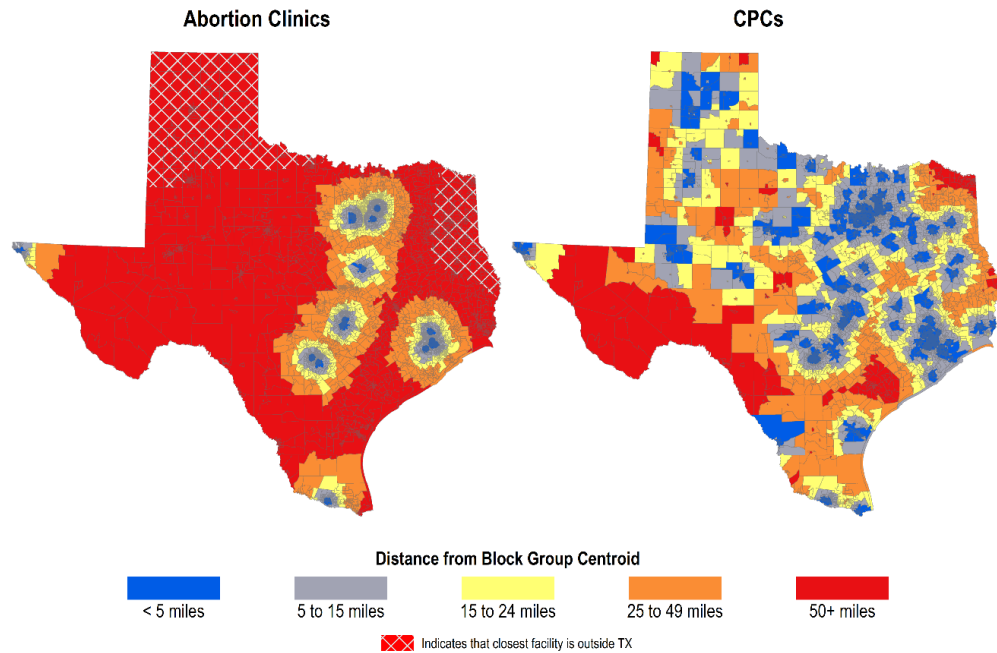 Abortion Clinics
CPCs
Distance from Block Group Centroid
< 5 miles
5 to 15 miles
15 to 24 miles
25 to 49 miles
50+ miles
Indicates that closest facility is outside TX